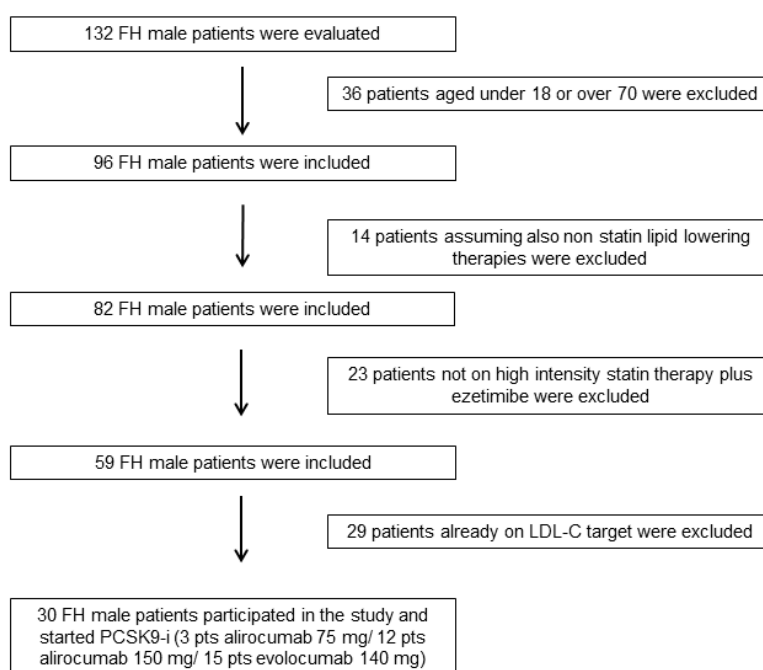 132 FH male patients were evaluated
36 patients aged under 18 or over 70 were excluded
96 FH male patients were included
14 patients assuming also non statin lipid lowering
therapies were excluded
82 FH male patients were included
23 patients not on high intensity statin therapy plus
ezetimibe were excluded
59 FH male patients were included
29 patients already on LDL-C target were excluded
30 FH male patients participated in the study and
started PCSK9-i (3 pts alirocumab 75 mg/ 12 pts
alirocumab 150 mg/ 15 pts evolocumab 140 mg)